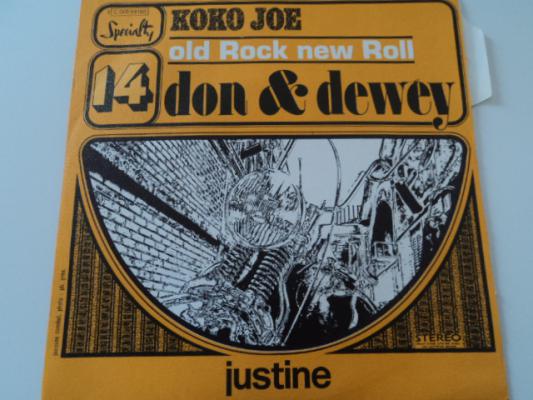 Specialty
KOKO JOE
old Rock new Roll
14
don & dewey
STEREO
justine